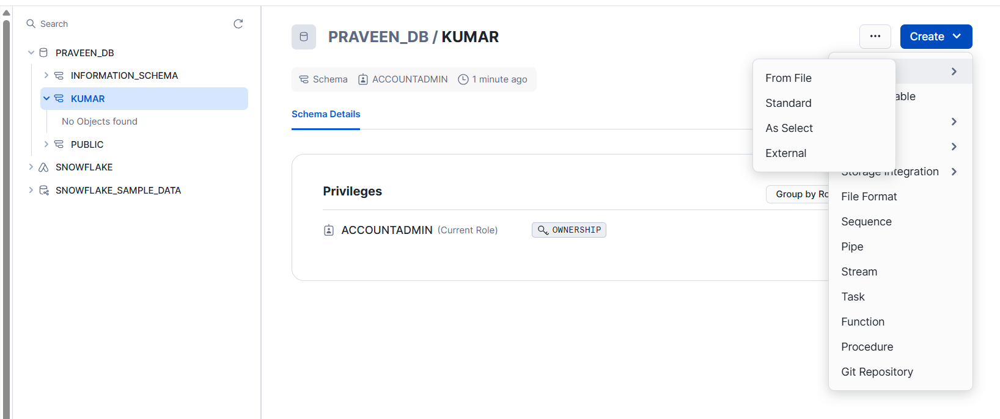 Search
PRAVEEN_DB
INFORMATION_SCHEMA
KUMAR
No Objects found
PUBLIC
SNOWFLAKE
SNOWFLAKE_SAMPLE_DATA
PRAVEEN_DB / KUMAR
... Create
Schema ACCOUNTADMIN 1 minute ago
Schema Details
Privileges
Group by Ro
ACCOUNTADMIN (Current Role) OWNERSHIP
From File
Standard
As Select
External
able
Storage Integration
File Format
Sequence
Pipe
Stream
Task
Function
Procedure
Git Repository